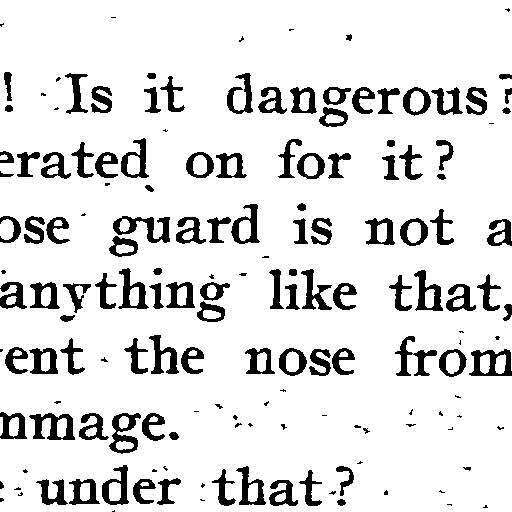 ! Is it dangerous?
erated on for it?
ose guard is not a
anything like that,
vent the nose from
mmage.
e under that?